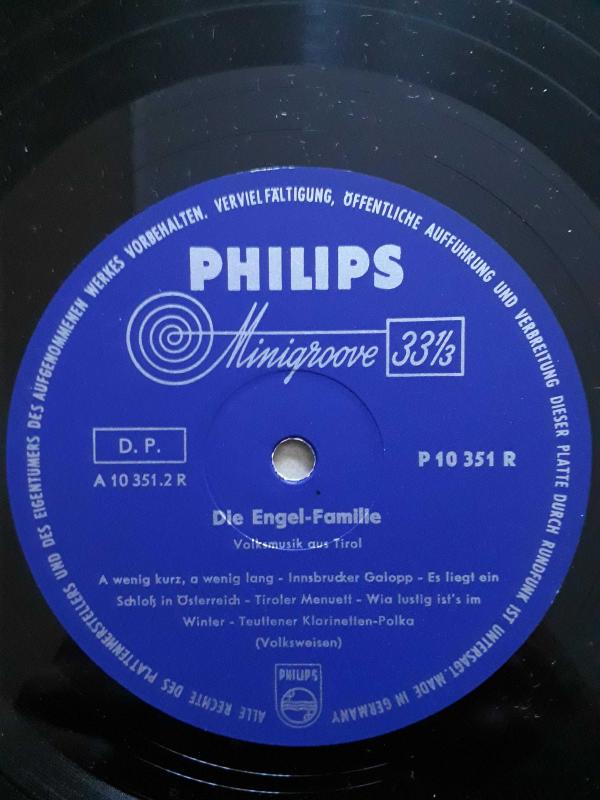 ALLE RECHTE DES PLATTENHERSTELLERS UND DES EIGENTÜMERS DES AUFGENOMMENEN WERKES VORBEHALTEN. VERVIELFÄLTIGUNG, ÖFFENTLICHE AUFFÜHRUNG UND VERBREITUNG DIESER PLATTE DURCH RUNDFUNK IST UNTERSAGT. MADE IN GERMANY
PHILIPS
Minigroove 33 1/3
D. P.
A 10 351.2 R
P 10 351 R
Die Engel-Familie
Volksmusik aus Tirol
A wenig kurz, a wenig lang - Innsbrucker Galopp - Es liegt ein
Schloß in Österreich - Tiroler Menuett - Wia lustig ist's im
Winter - Teuttener Klarinetten-Polka
(Volksweisen)
PHILIPS